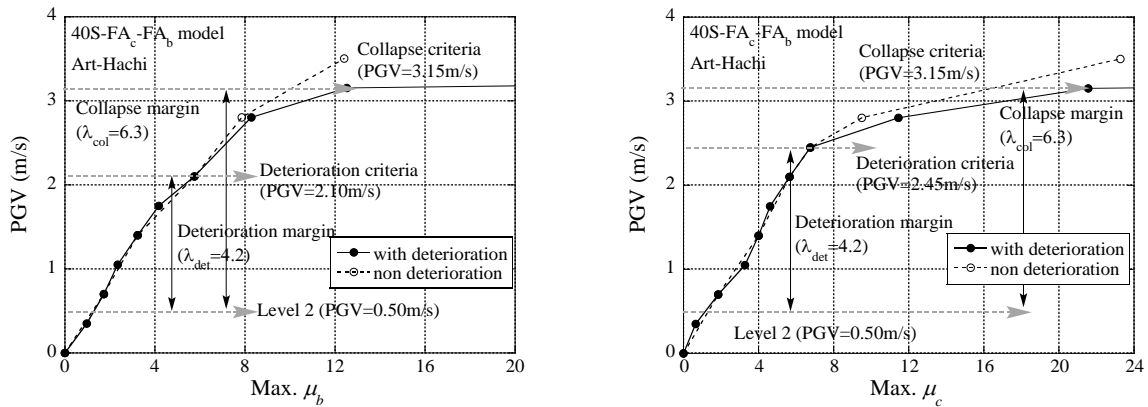 40S-FAc-FAb model
Art-Hachi
Collapse criteria
(PGV=3.15m/s)
Collapse margin
(λcol=6.3)
Deterioration criteria
(PGV=2.10m/s)
Deterioration margin
(λdet=4.2)
with deterioration
non deterioration
Level 2 (PGV=0.50m/s)
PGV (m/s)
4
3
2
1
0
0 4 8 12 16 20
Max. μb
40S-FAc-FAb model
Art-Hachi
Collapse criteria
(PGV=3.15m/s)
Collapse margin
(λcol=6.3)
Deterioration criteria
(PGV=2.45m/s)
Deterioration margin
(λdet=4.2)
with deterioration
non deterioration
Level 2 (PGV=0.50m/s)
PGV (m/s)
4
3
2
1
0
0 4 8 12 16 20 24
Max. μc